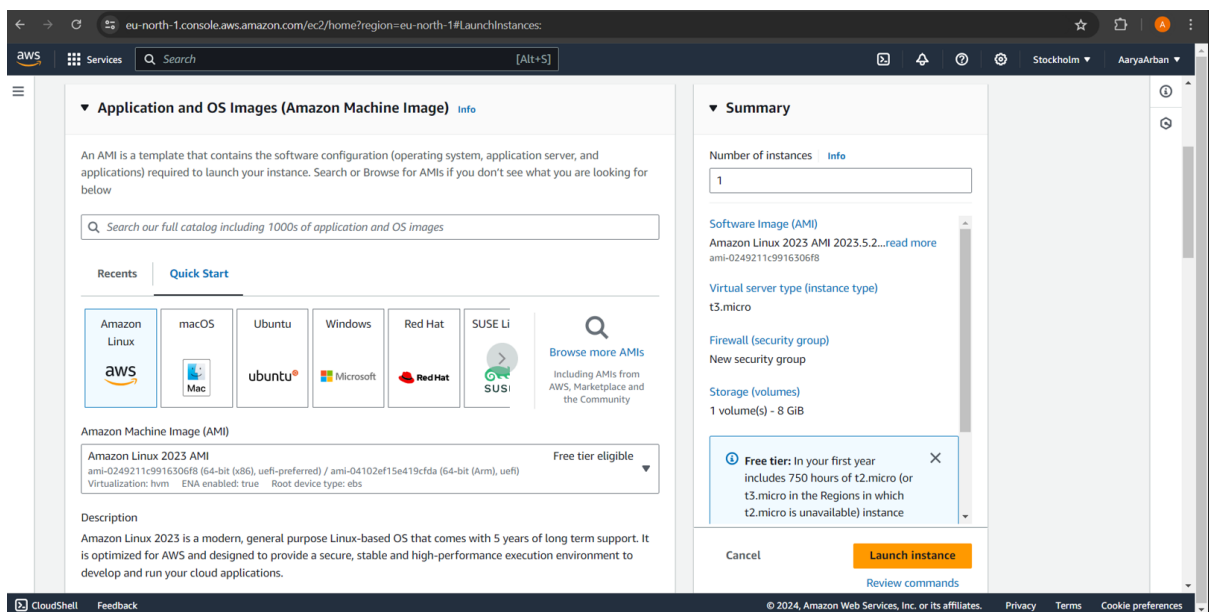 eu-north-1.console.aws.amazon.com/ec2/home?region=eu-north-1#LaunchInstances:
A
aws
Services
Search
[Alt+S]
Stockholm ▼
AaryaArban ▼
▼ Application and OS Images (Amazon Machine Image) Info
An AMI is a template that contains the software configuration (operating system, application server, and
applications) required to launch your instance. Search or Browse for AMIs if you don't see what you are looking for
below
Search our full catalog including 1000s of application and OS images
Recents
Quick Start
Amazon
Linux
aws
macOS
Mac
Ubuntu
ubuntu®
Windows
Microsoft
Red Hat
Red Hat
SUSE Li
SUS
Browse more AMIs
Including AMIs from
AWS, Marketplace and
the Community
Amazon Machine Image (AMI)
Amazon Linux 2023 AMI
Free tier eligible
ami-0249211c9916306f8 (64-bit (x86), uefi-preferred) / ami-04102ef15e419cfda (64-bit (Arm), uefi)
Virtualization: hvm ENA enabled: true Root device type: ebs
Description
Amazon Linux 2023 is a modern, general purpose Linux-based OS that comes with 5 years of long term support. It
is optimized for AWS and designed to provide a secure, stable and high-performance execution environment to
develop and run your cloud applications.
▼ Summary
Number of instances Info
1
Software Image (AMI)
Amazon Linux 2023 AMI 2023.5.2...read more
ami-0249211c9916306f8
Virtual server type (instance type)
t3.micro
Firewall (security group)
New security group
Storage (volumes)
1 volume(s) - 8 GiB
Free tier: In your first year
includes 750 hours of t2.micro (or
t3.micro in the Regions in which
t2.micro is unavailable) instance
Cancel
Launch instance
Review commands
CloudShell
Feedback
© 2024, Amazon Web Services, Inc. or its affiliates.
Privacy
Terms
Cookie preferences